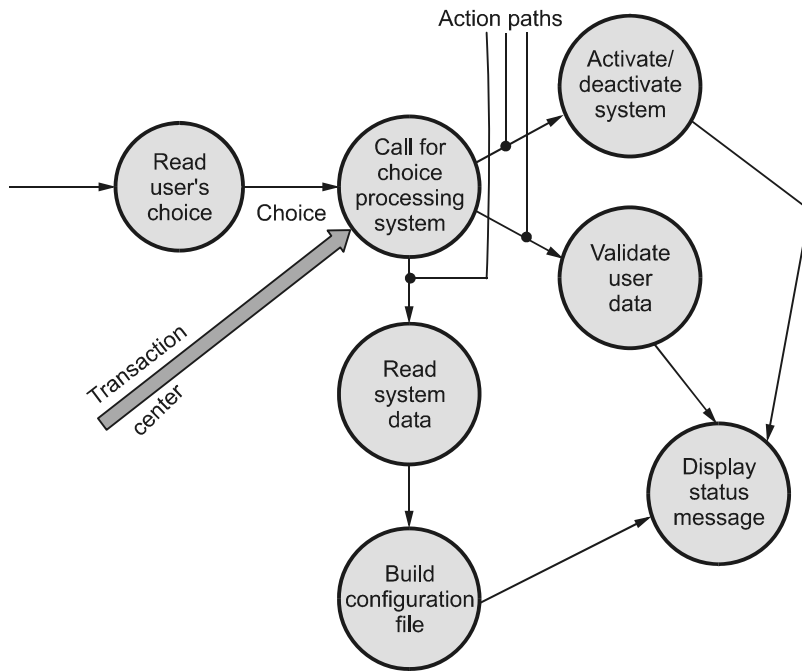 Action paths
Activate/
deactivate
system
Read
user's
choice
Choice
Call for
choice
processing
system
Validate
user
data
Transaction
center
Read
system
data
Display
status
message
Build
configuration
file